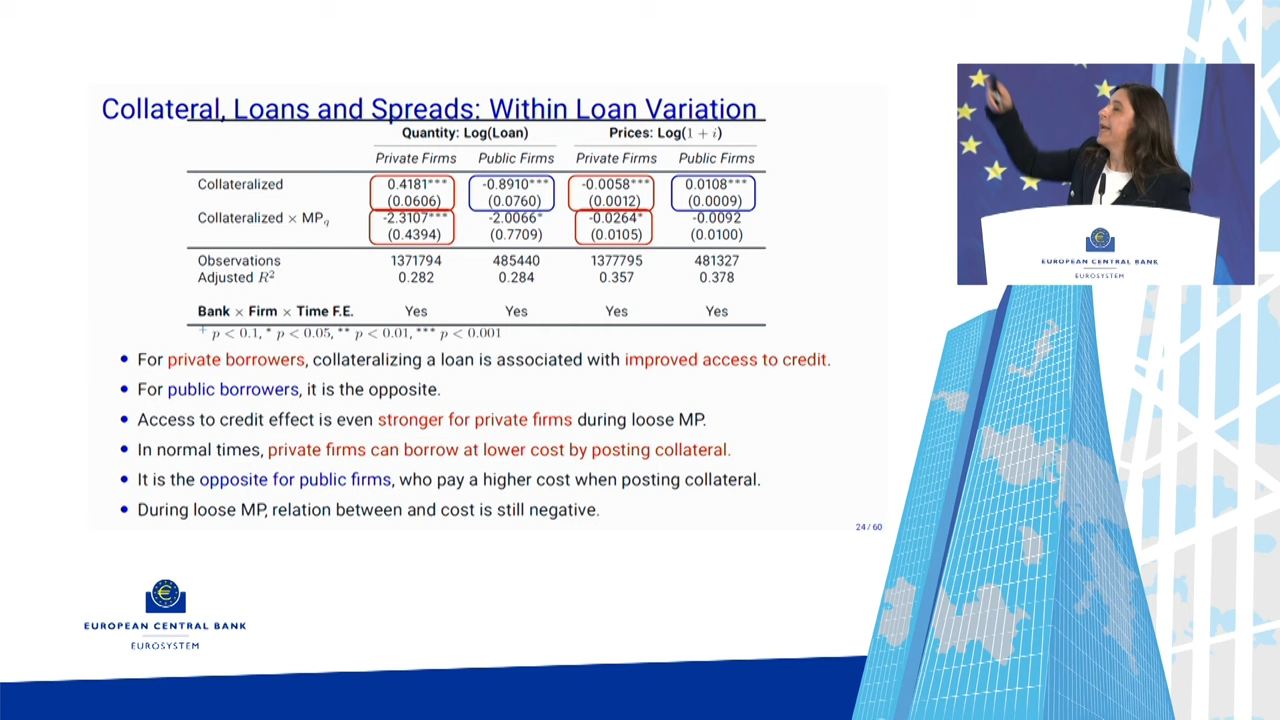 Collateral, Loans and Spreads: Within Loan Variation
Quantity: Log(Loan) Prices: Log(1 + i)
Private Firms Public Firms Private Firms Public Firms
Collateralized 0.4181*** -0.8910*** -0.0058*** 0.0108***
(0.0606) (0.0760) (0.0012) (0.0009)
Collateralized × MPq -2.3107*** -2.0066* -0.0264* -0.0092
(0.4394) (0.7709) (0.0105) (0.0100)
Observations 1371794 485440 1377795 481327
Adjusted R² 0.282 0.284 0.357 0.378
Bank × Firm × Time F.E. Yes Yes Yes Yes
+ p < 0.1, * p < 0.05, ** p < 0.01, *** p < 0.001
• For private borrowers, collateralizing a loan is associated with improved access to credit.
• For public borrowers, it is the opposite.
• Access to credit effect is even stronger for private firms during loose MP.
• In normal times, private firms can borrow at lower cost by posting collateral.
• It is the opposite for public firms, who pay a higher cost when posting collateral.
• During loose MP, relation between and cost is still negative.
24 / 60
EUROPEAN CENTRAL BANK
EUROSYSTEM
EUROPEAN CENTRAL BANK
EUROSYSTEM